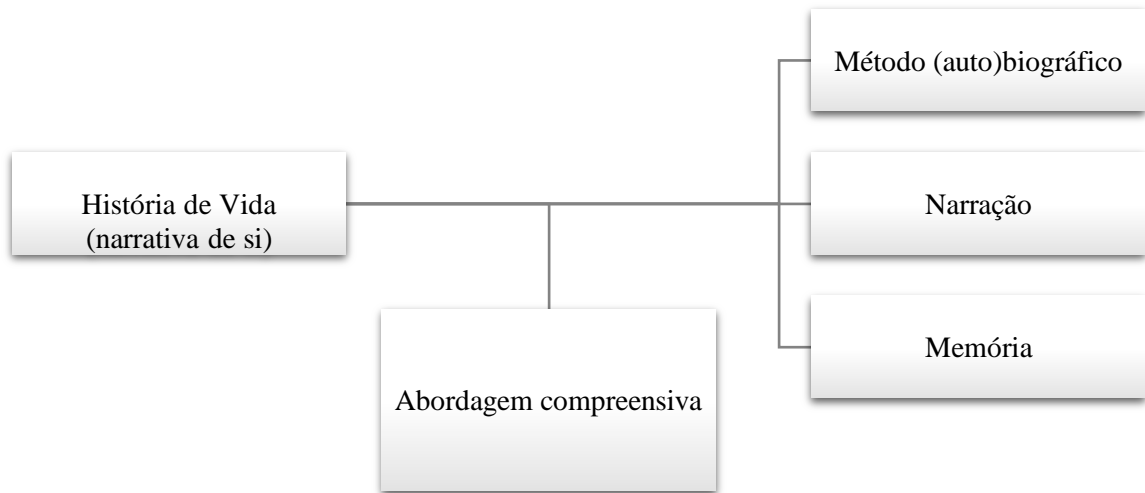 Método (auto)biográfico
História de Vida
(narrativa de si)
Narração
Memória
Abordagem compreensiva